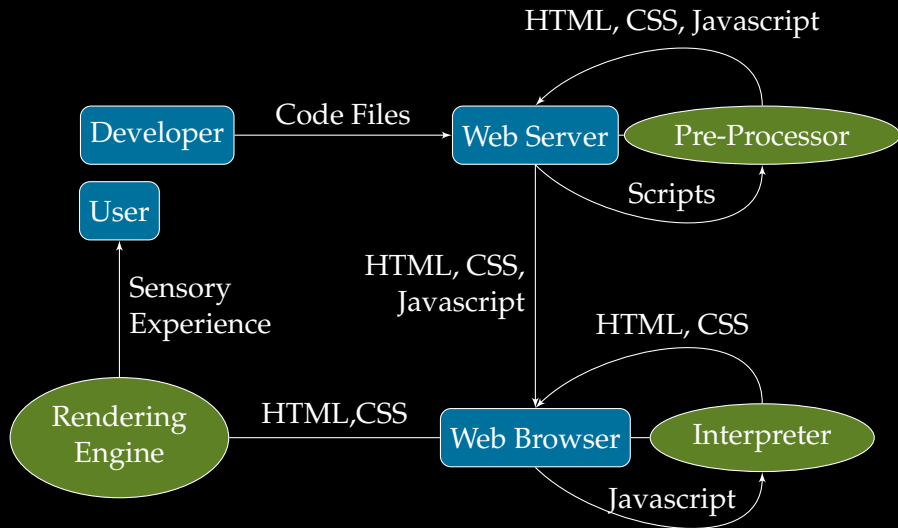 HTML, CSS, Javascript
Developer
Code Files
Web Server
Pre-Processor
User
Scripts
HTML, CSS,
Javascript
Sensory
Experience
HTML, CSS
Rendering
Engine
HTML,CSS
Web Browser
Interpreter
Javascript